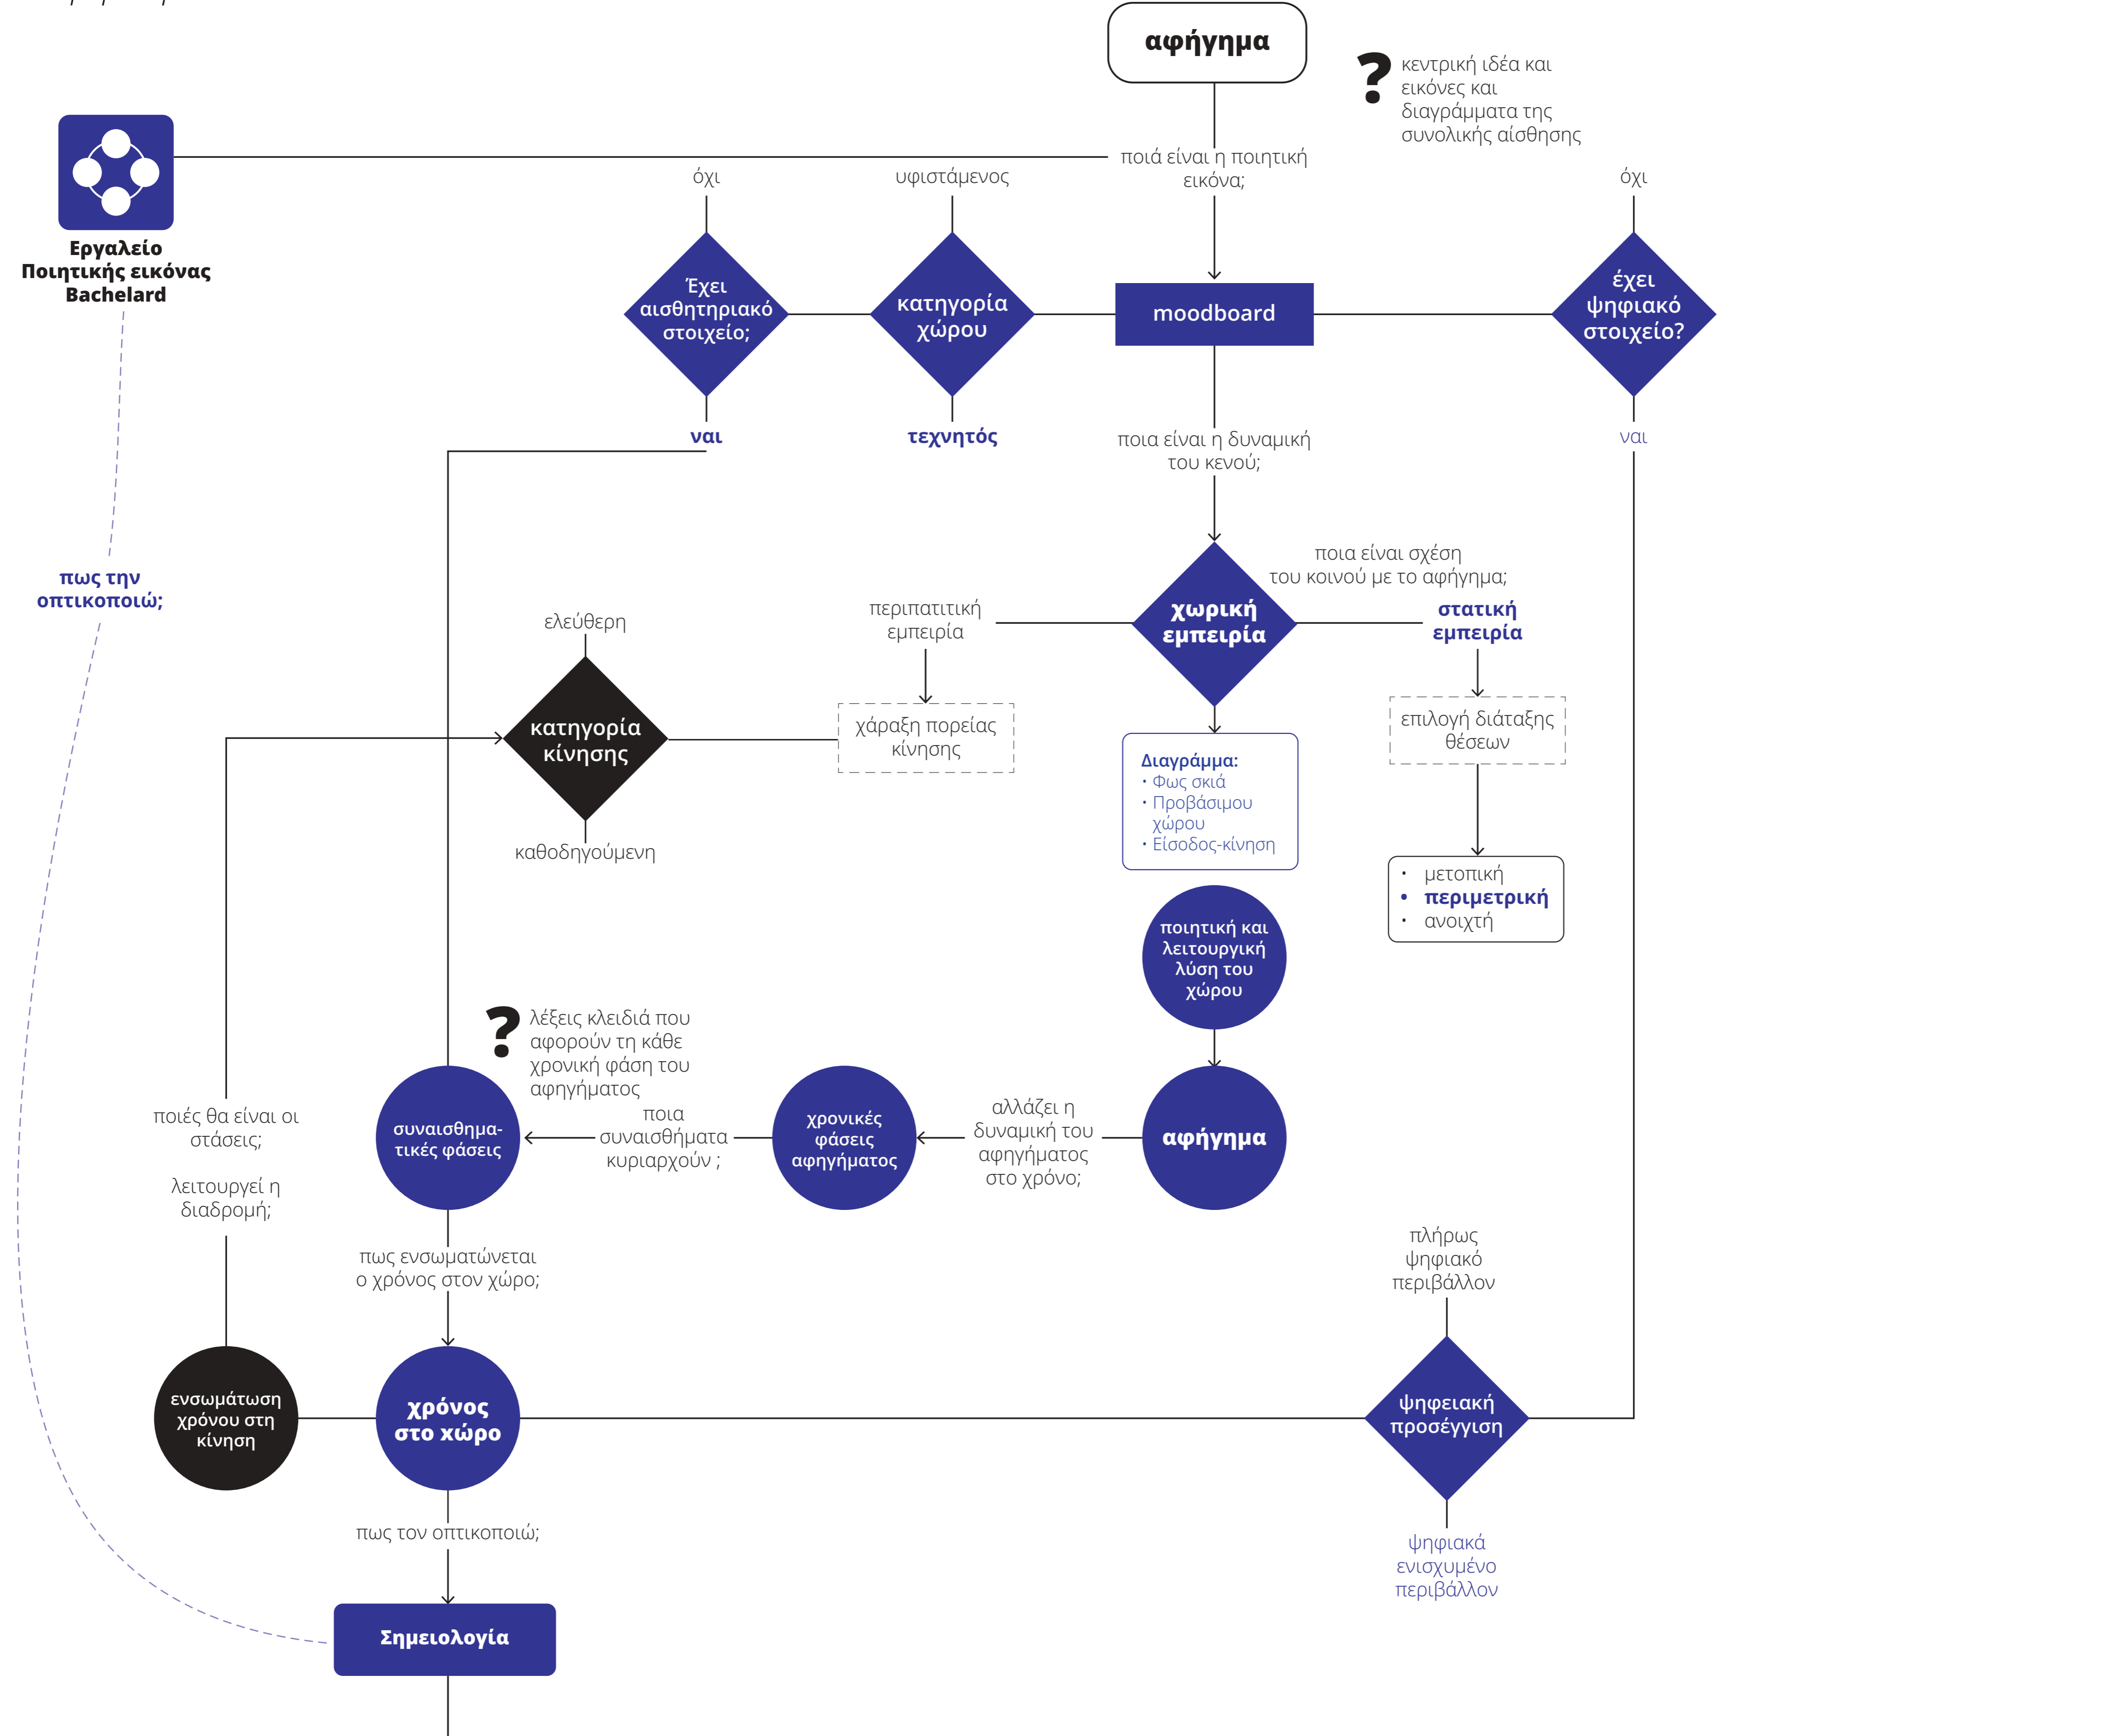 αφήγημα
?
κεντρική ιδέα και
εικόνες και
διαγράμματα της
συνολικής αίσθησης
ποιά είναι η ποιητική
εικόνα;
Εργαλείο
Ποιητικής εικόνας
Bachelard
όχι
υφιστάμενος
όχι
Έχει
αισθητηριακό
στοιχείο;
κατηγορία
χώρου
moodboard
έχει
ψηφιακό
στοιχείο?
ναι
τεχνητός
ποια είναι η δυναμική
του κενού;
ναι
πως την
οπτικοποιώ;
ποια είναι σχέση
του κοινού με το αφήγημα;
περιπατιτική
εμπειρία
χωρική
εμπειρία
στατική
εμπειρία
ελεύθερη
κατηγορία
κίνησης
καθοδηγούμενη
χάραξη πορείας
κίνησης
επιλογή διάταξης
θέσεων
Διαγράμμα:
• Φως σκιά
• Προβάσιμου
χώρου
• Είσοδος-κίνηση
• μετοπική
• περιμετρική
• ανοιχτή
ποιητική και
λειτουργική
λύση του
χώρου
?
λέξεις κλειδιά που
αφορούν τη κάθε
χρονική φάση του
αφηγήματος
ποιές θα είναι οι
στάσεις;
λειτουργεί η
διαδρομή;
συναισθημα-
τικές φάσεις
ποια
συναισθήματα
κυριαρχούν ;
χρονικές
φάσεις
αφηγήματος
αλλάζει η
δυναμική του
αφηγήματος
στο χρόνο;
αφήγημα
πως ενσωματώνεται
ο χρόνος στον χώρο;
πλήρως
ψηφιακό
περιβάλλον
ενσωμάτωση
χρόνου στη
κίνηση
χρόνος
στο χώρο
ψηφειακή
προσέγγιση
πως τον οπτικοποιώ;
ψηφιακά
ενισχυμένο
περιβάλλον
Σημειολογία